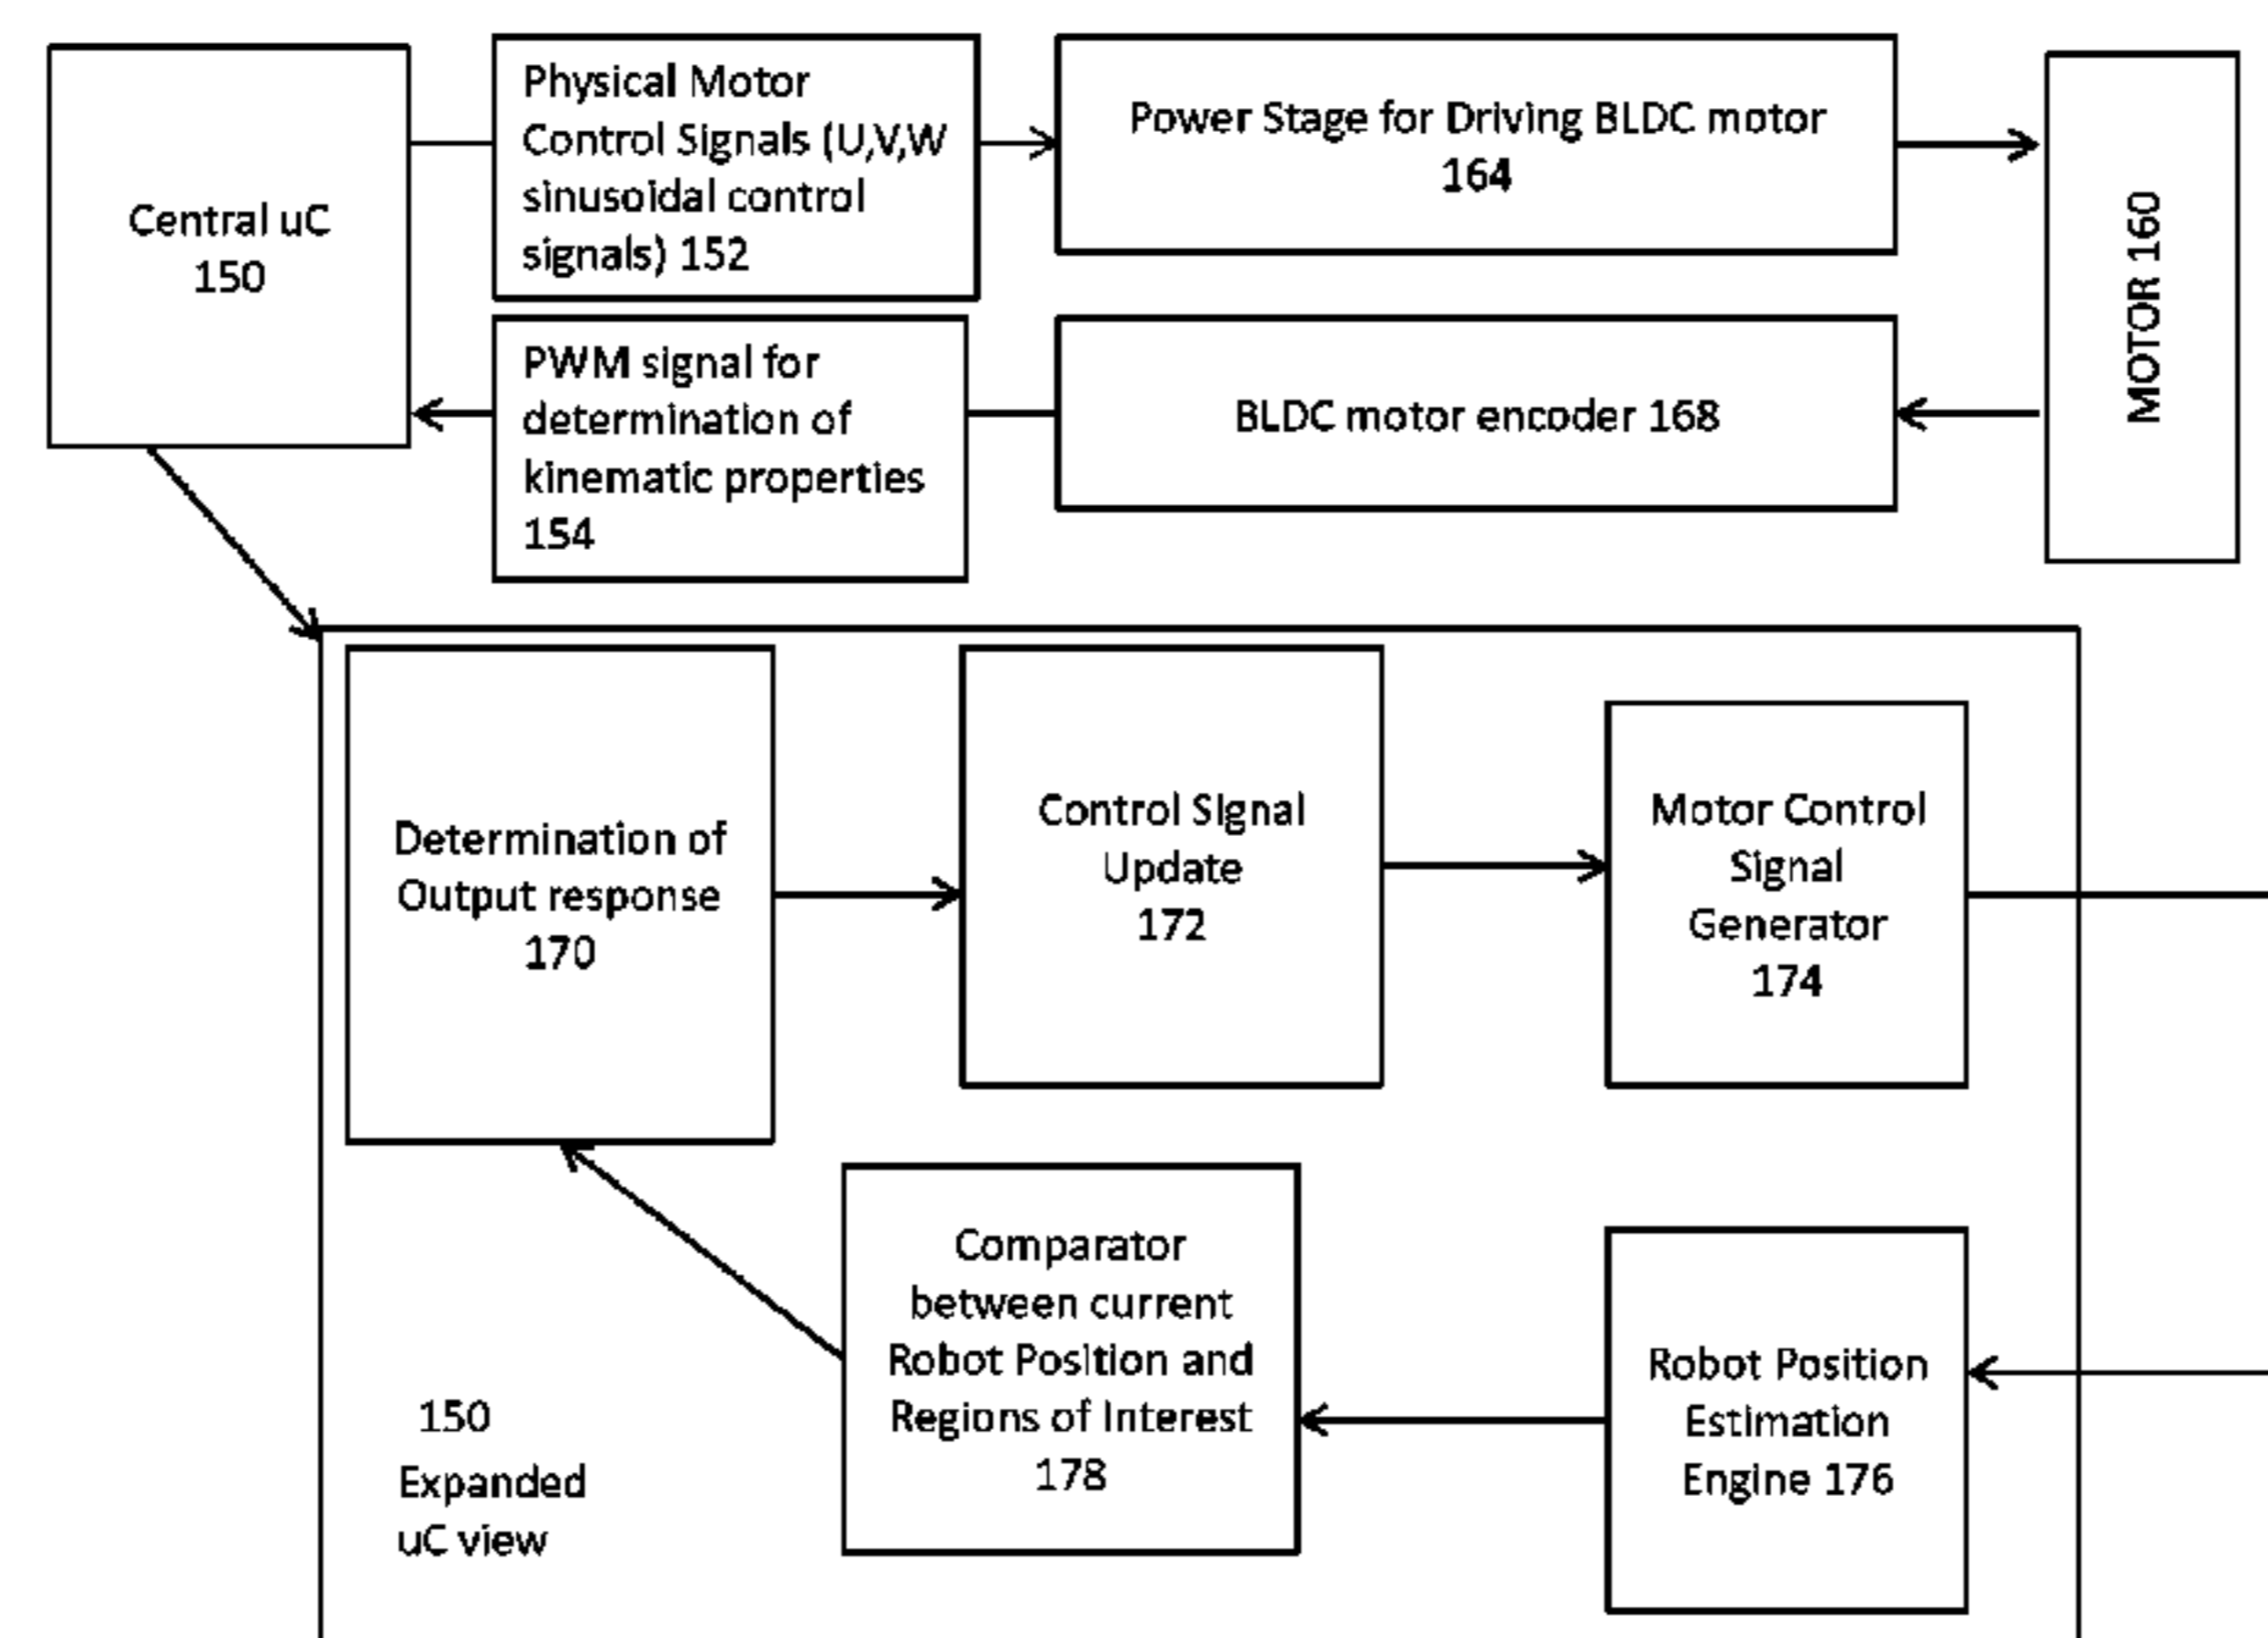 Central uC
150
Physical Motor
Control Signals (U,V,W
sinusoidal control
signals) 152
Power Stage for Driving BLDC motor
164
MOTOR 160
PWM signal for
determination of
kinematic properties
154
BLDC motor encoder 168
Determination of
Output response
170
Control Signal
Update
172
Motor Control
Signal
Generator
174
Comparator
between current
Robot Position and
Regions of Interest
178
Robot Position
Estimation
Engine 176
150
Expanded
uC view